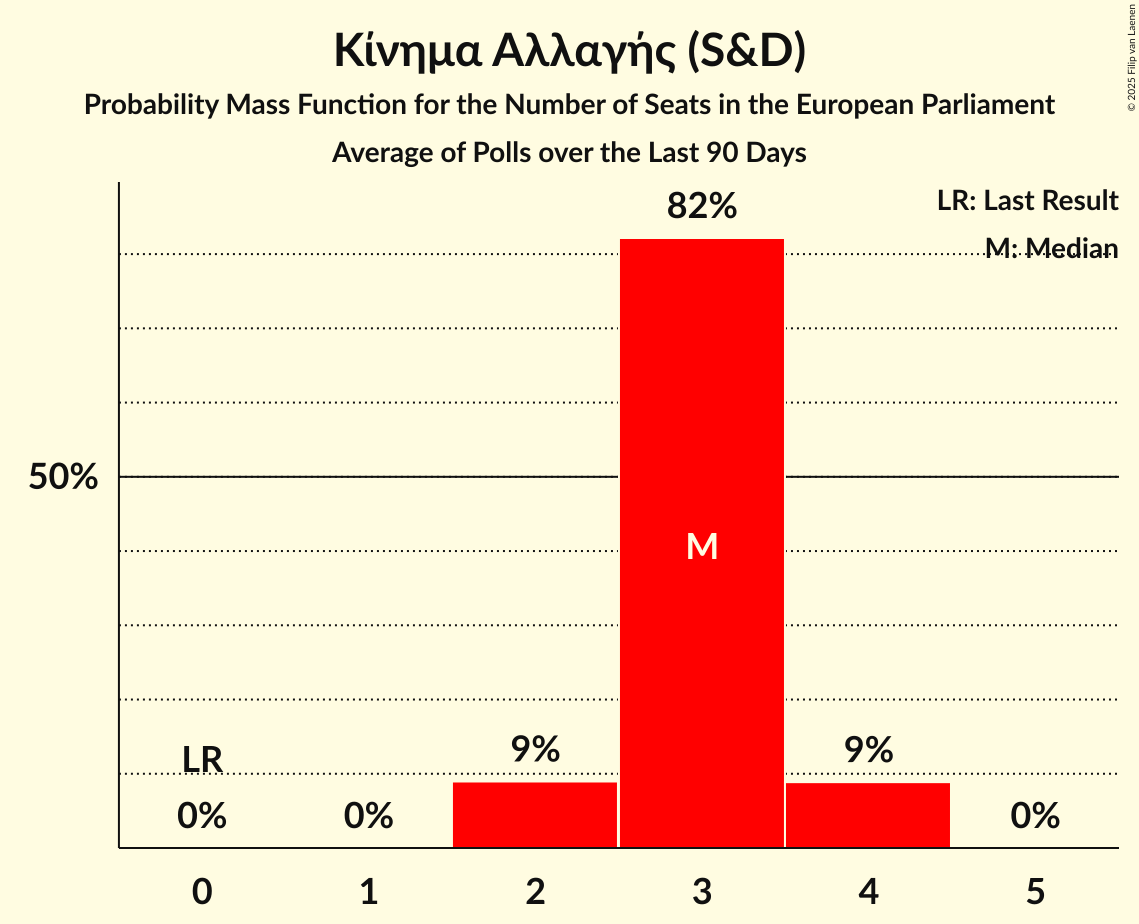 Κίνημα Αλλαγής (S&D)
Probability Mass Function for the Number of Seats in the European Parliament
Average of Polls over the Last 90 Days
© 2025 Filip van Laenen
LR: Last Result
M: Median
82%
50%
M
LR
9%
9%
0%
0%
0%
0
1
2
3
4
5